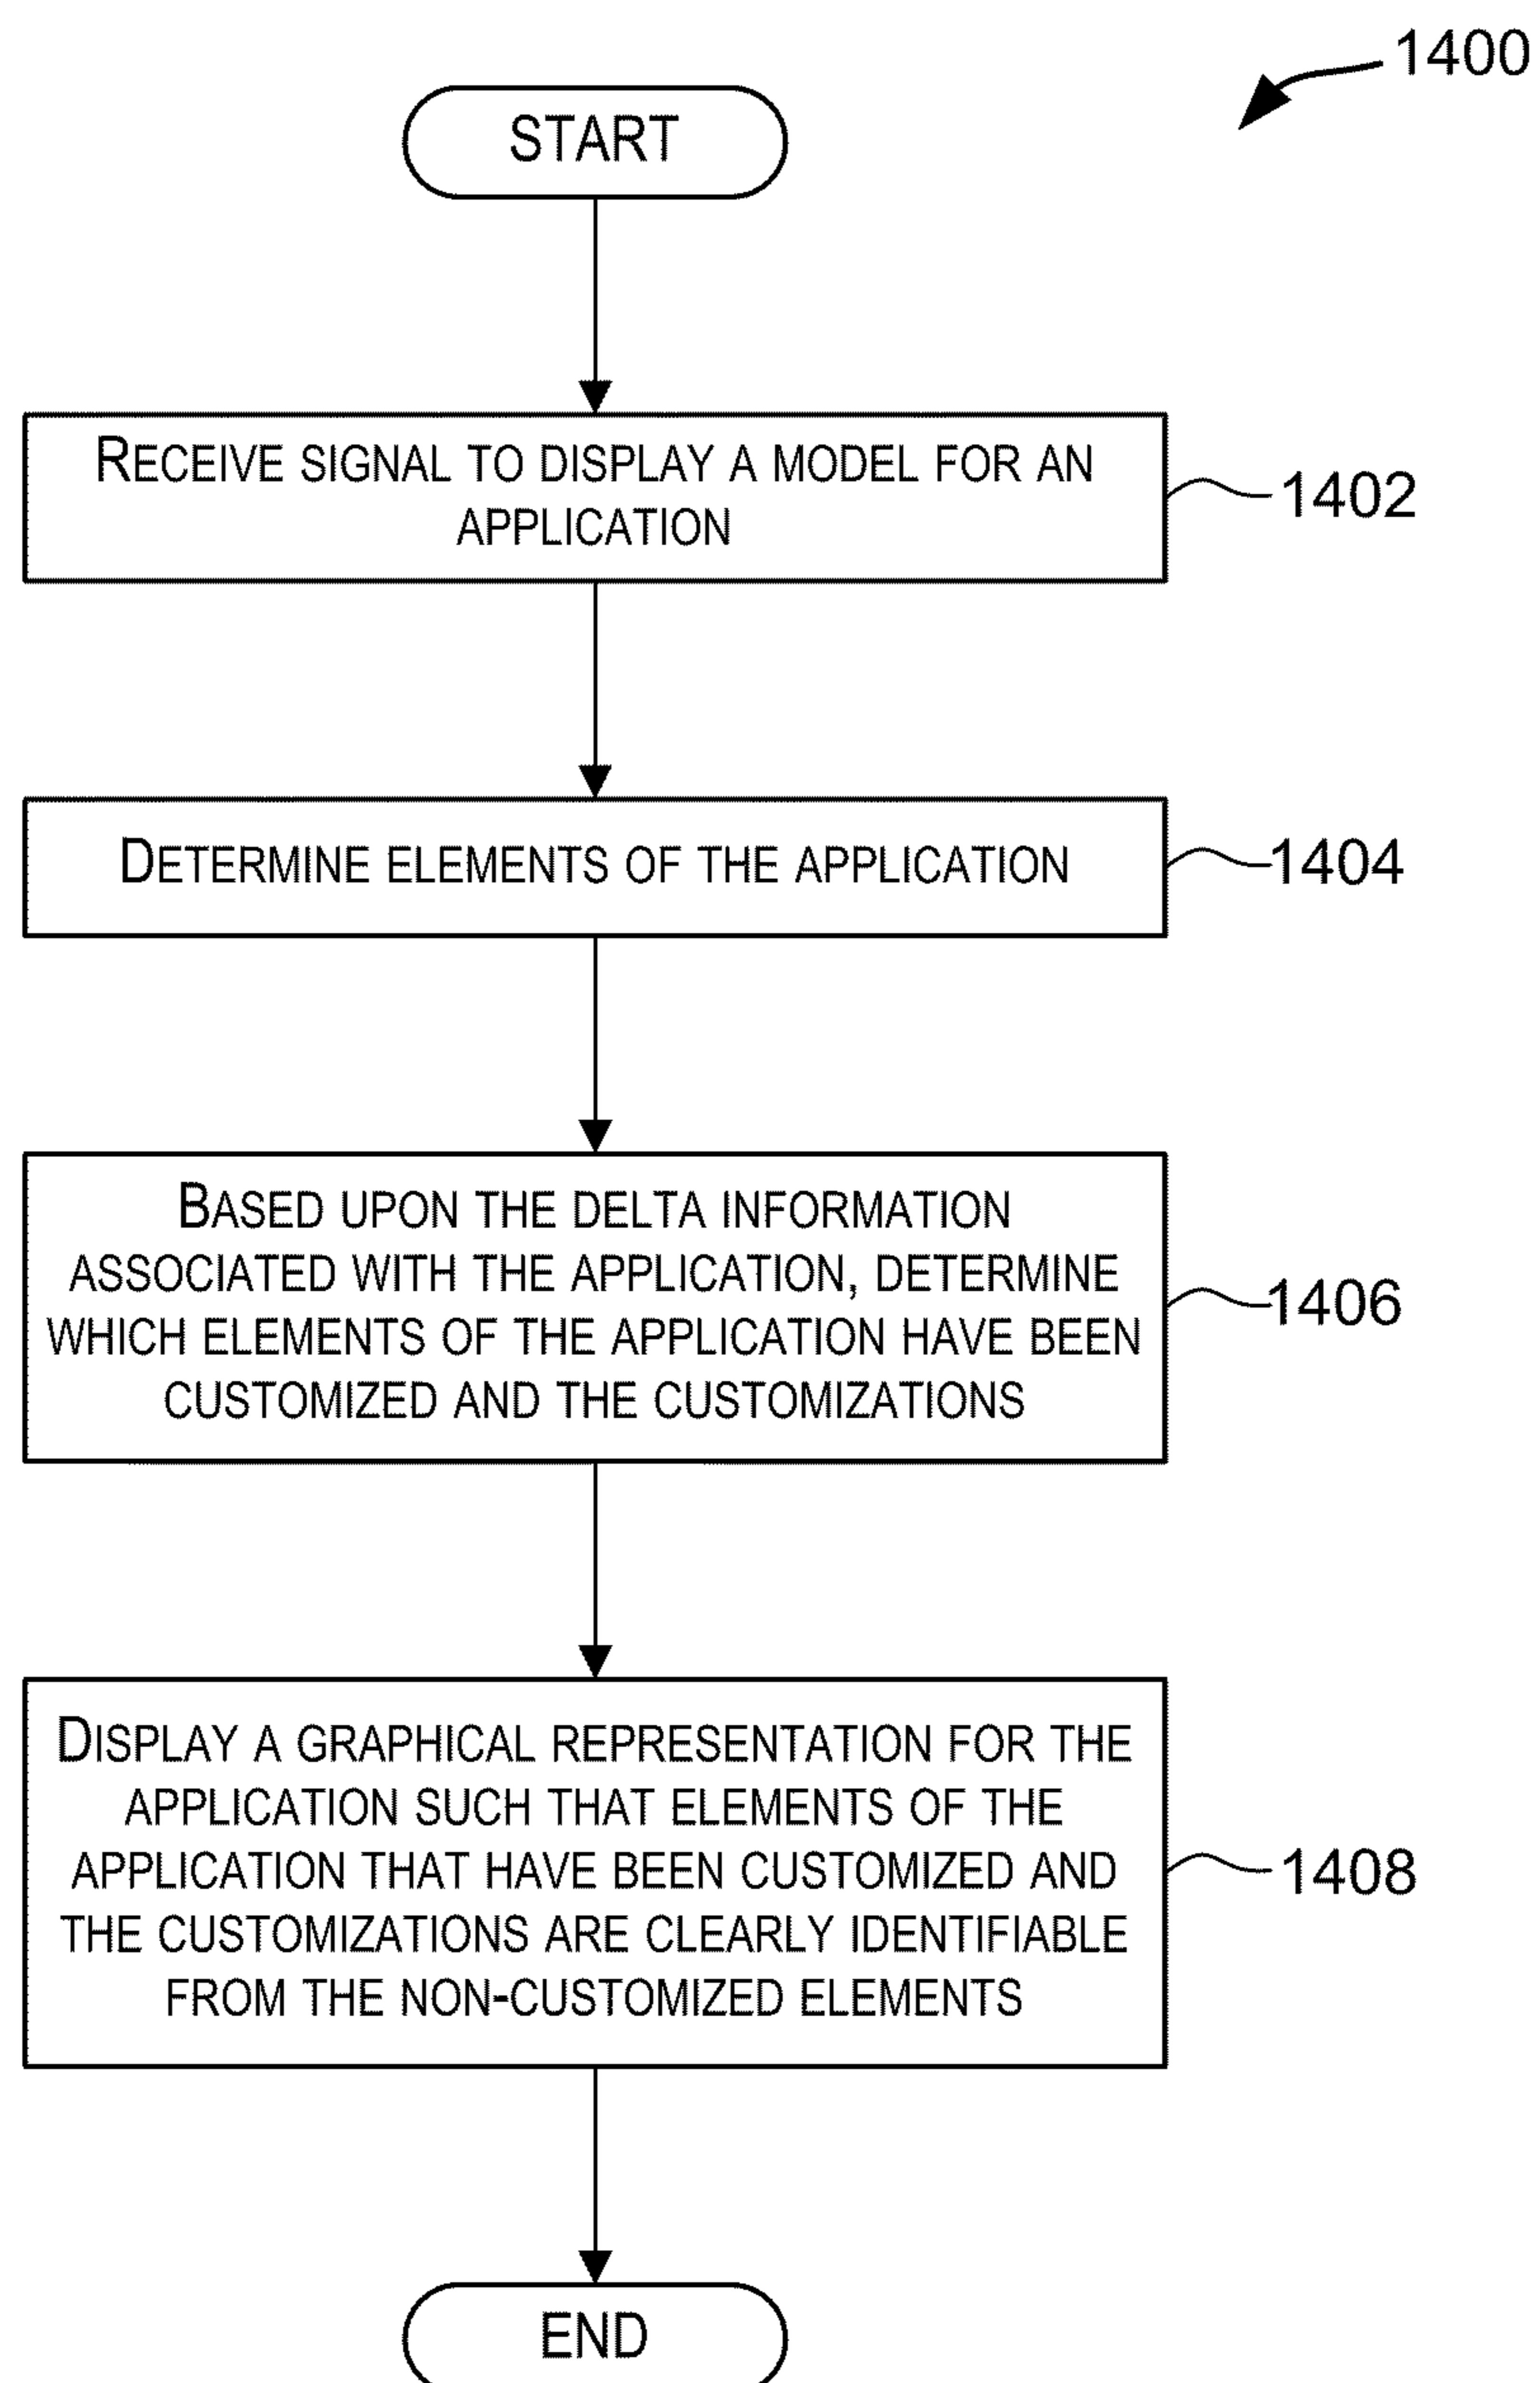 1400
START
RECEIVE SIGNAL TO DISPLAY A MODEL FOR AN
APPLICATION
1402
DETERMINE ELEMENTS OF THE APPLICATION
1404
BASED UPON THE DELTA INFORMATION
ASSOCIATED WITH THE APPLICATION, DETERMINE
WHICH ELEMENTS OF THE APPLICATION HAVE BEEN
CUSTOMIZED AND THE CUSTOMIZATIONS
1406
DISPLAY A GRAPHICAL REPRESENTATION FOR THE
APPLICATION SUCH THAT ELEMENTS OF THE
APPLICATION THAT HAVE BEEN CUSTOMIZED AND
THE CUSTOMIZATIONS ARE CLEARLY IDENTIFIABLE
FROM THE NON-CUSTOMIZED ELEMENTS
1408
END